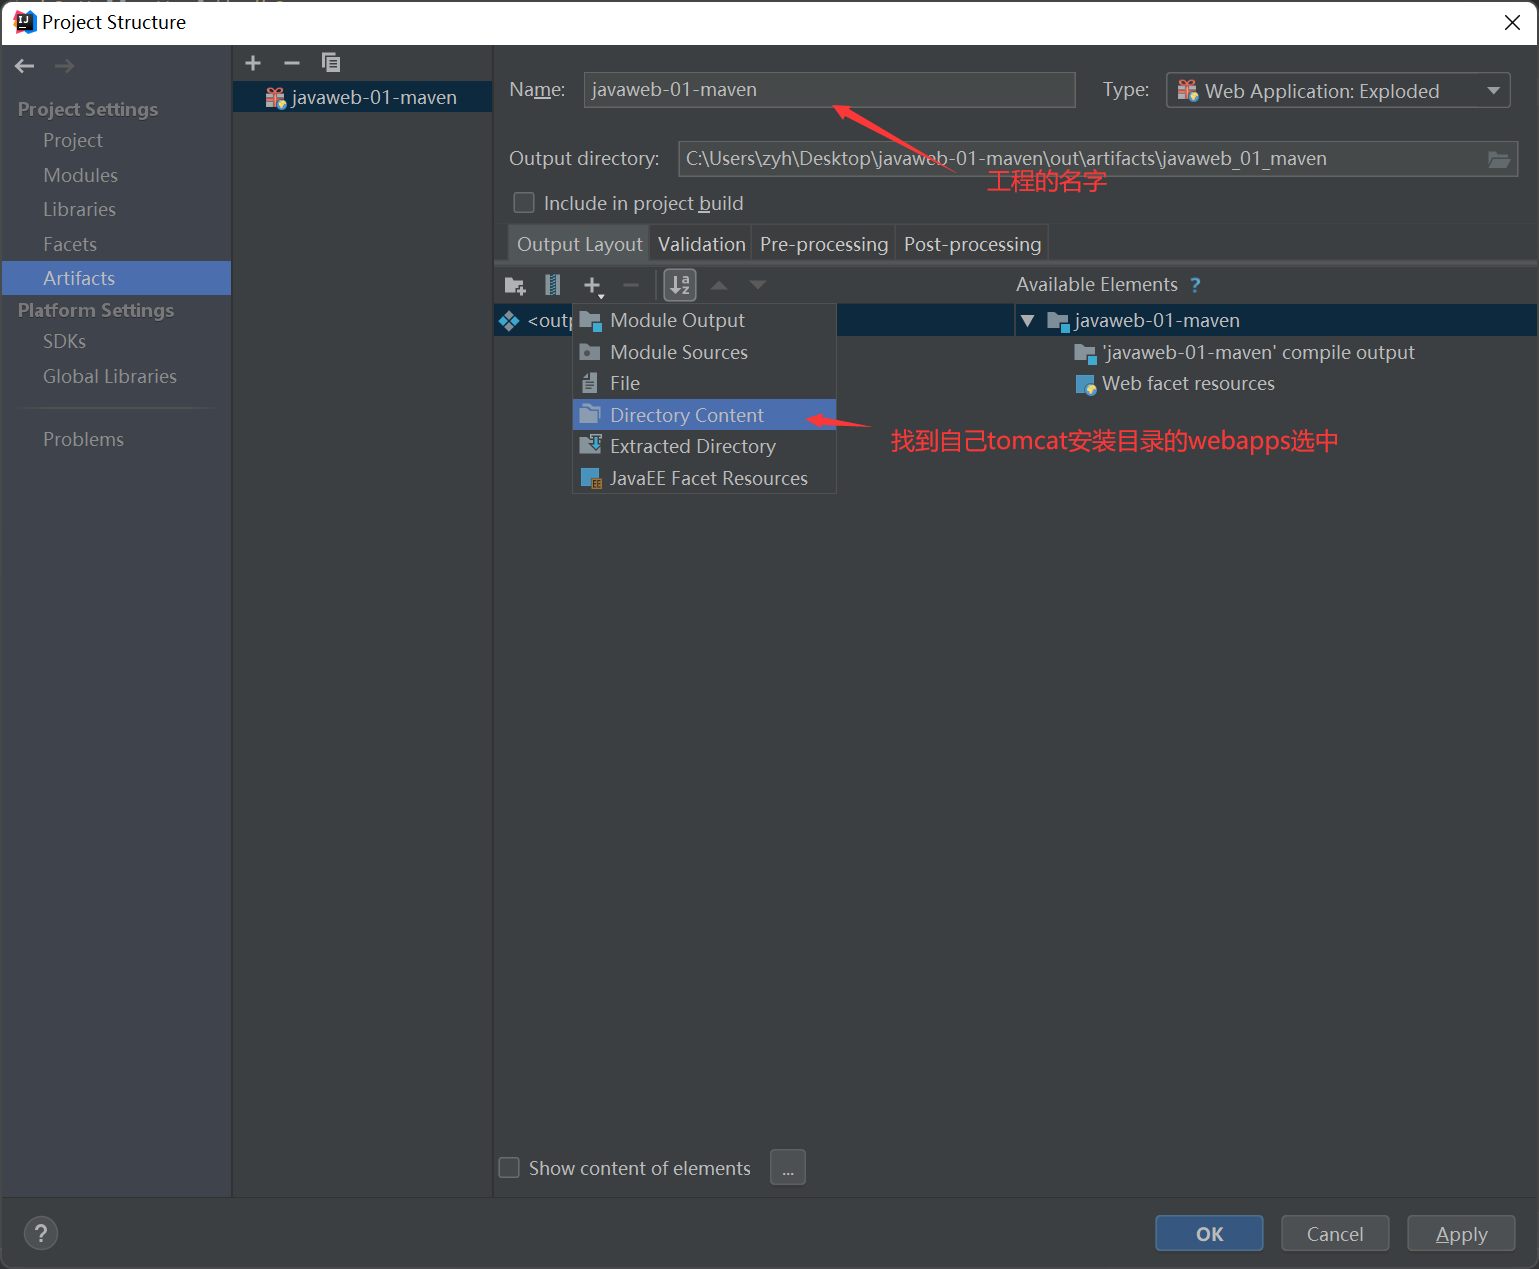 Project Structure
Project Settings
Project
Modules
Libraries
Facets
Artifacts
Platform Settings
SDKs
Global Libraries
Problems
javaweb-01-maven
Name: javaweb-01-maven
Type: Web Application: Exploded
Output directory: C:\Users\zyh\Desktop\javaweb-01-maven\out\artifacts\javaweb_01_maven
工程的名字
Include in project build
Output Layout Validation Pre-processing Post-processing
Available Elements ?
<outp
Module Output
Module Sources
File
Directory Content
Extracted Directory
JavaEE Facet Resources
javaweb-01-maven
'javaweb-01-maven' compile output
Web facet resources
找到自己tomcat安装目录的webapps选中
Show content of elements ...
? OK Cancel Apply